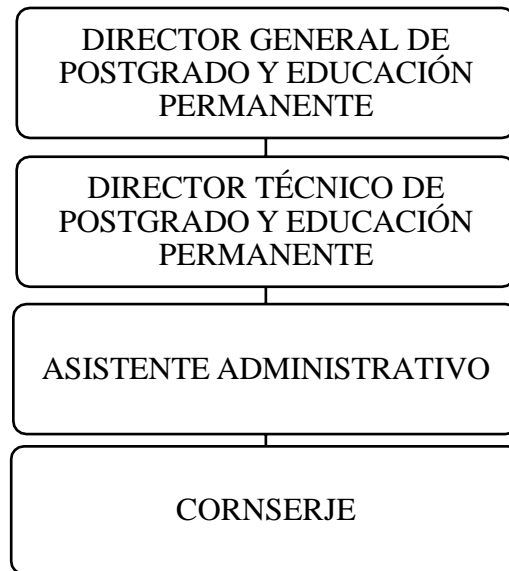 DIRECTOR GENERAL DE
POSTGRADO Y EDUCACIÓN
PERMANENTE
DIRECTOR TÉCNICO DE
POSTGRADO Y EDUCACIÓN
PERMANENTE
ASISTENTE ADMINISTRATIVO
CORNSERJE